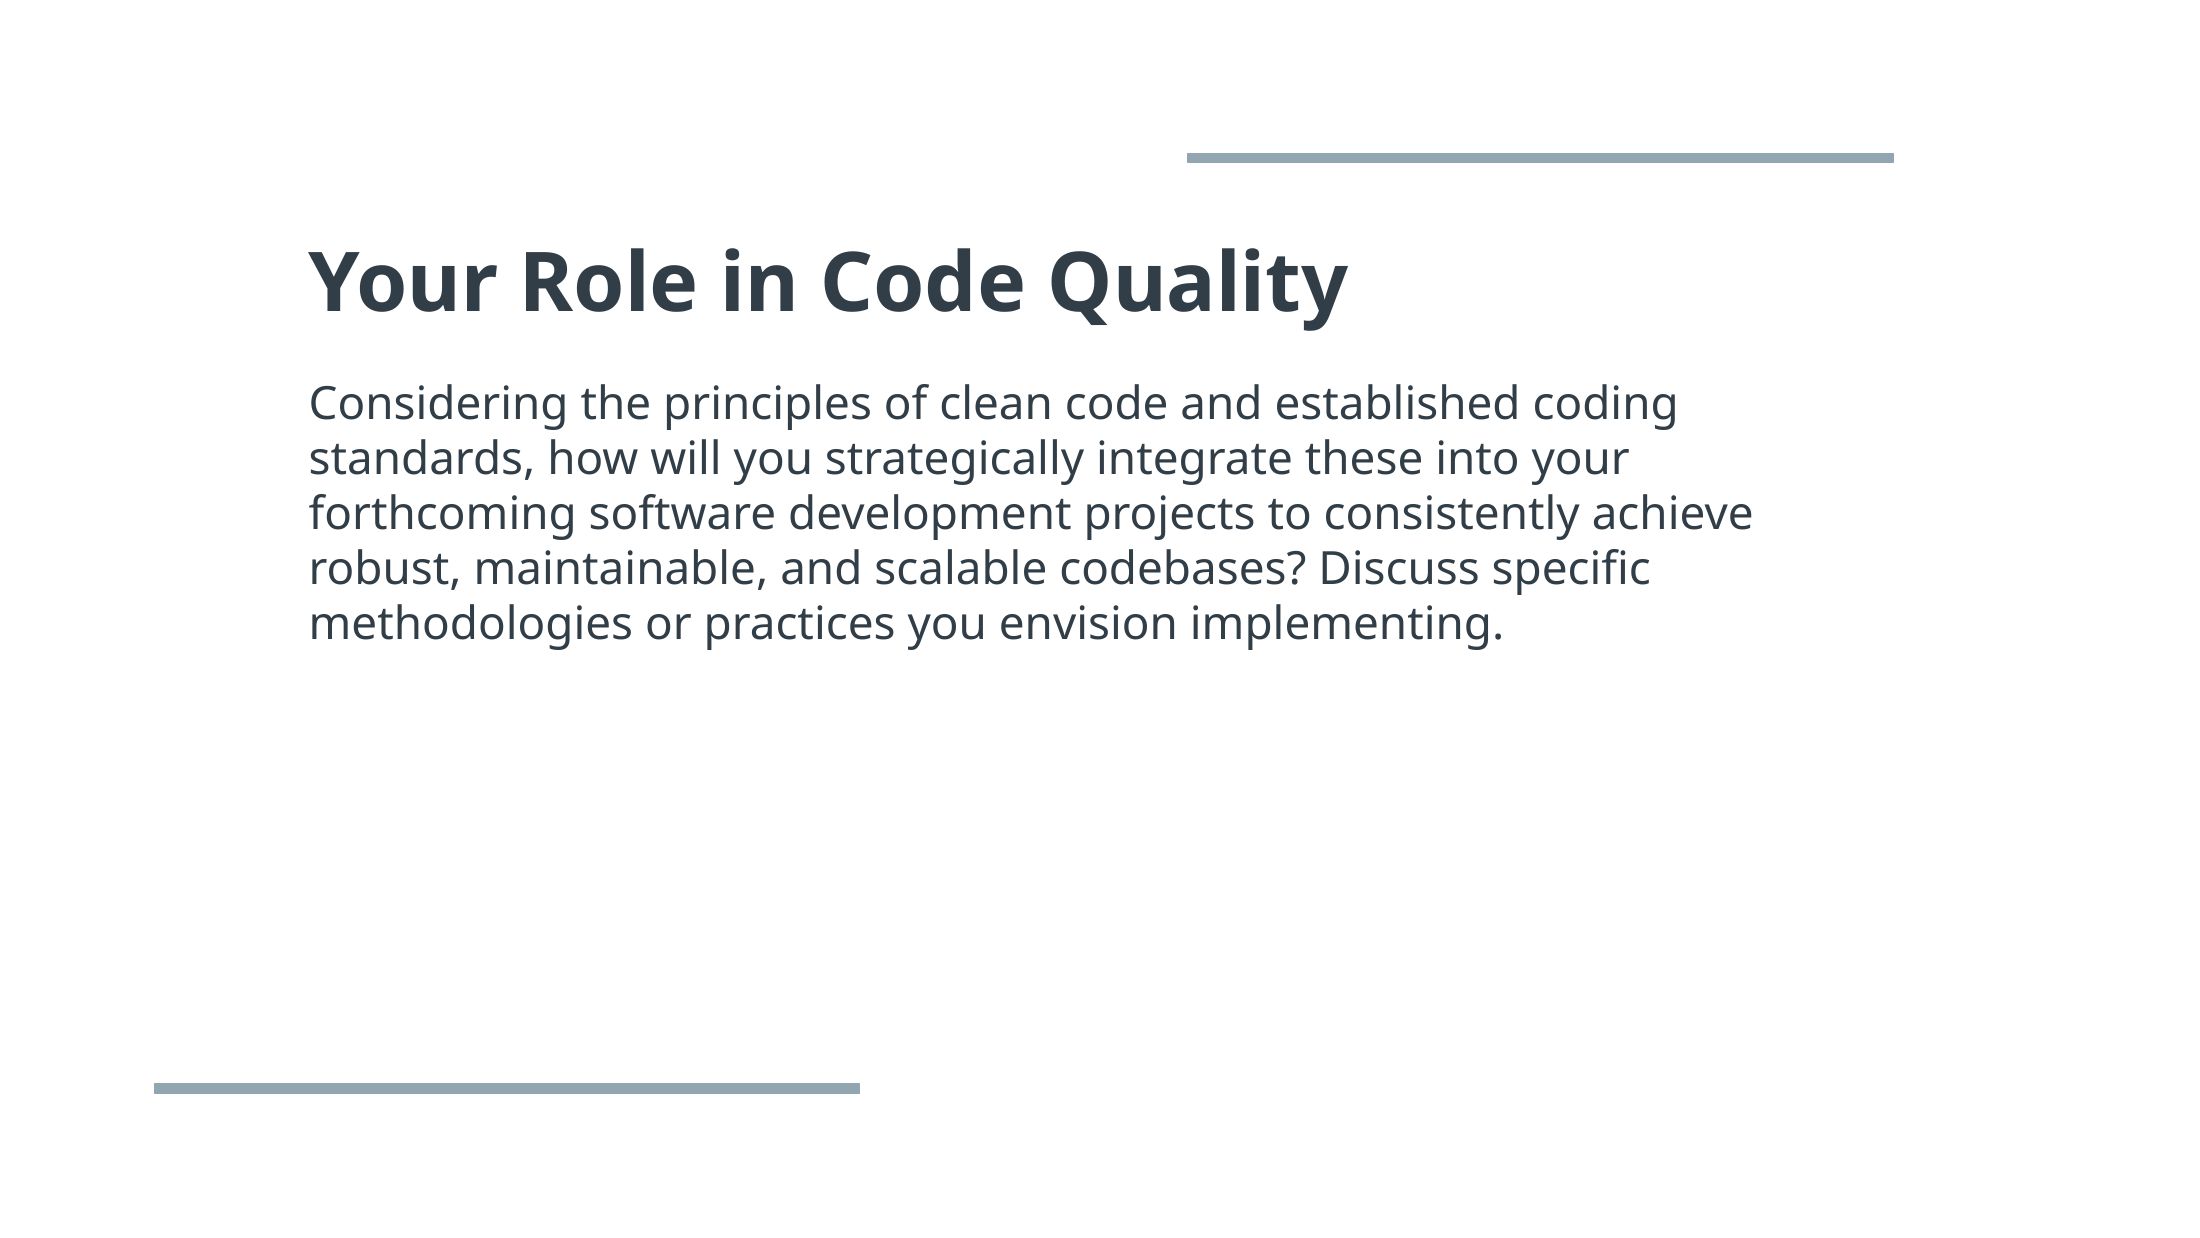 Your Role in Code Quality
Considering the principles of clean code and established coding
standards, how will you strategically integrate these into your
forthcoming software development projects to consistently achieve
robust, maintainable, and scalable codebases? Discuss specific
methodologies or practices you envision implementing.